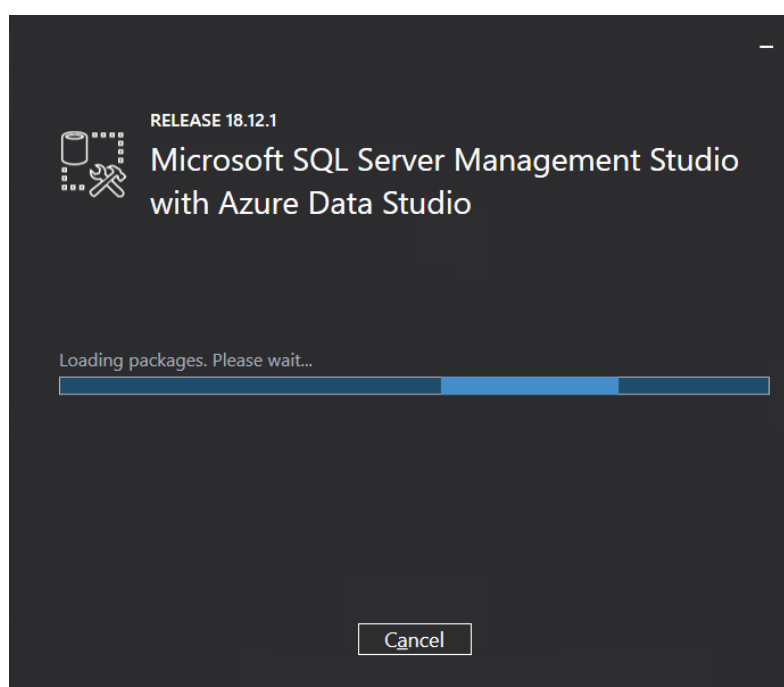 RELEASE 18.12.1
Microsoft SQL Server Management Studio
with Azure Data Studio
Loading packages. Please wait...
Cancel